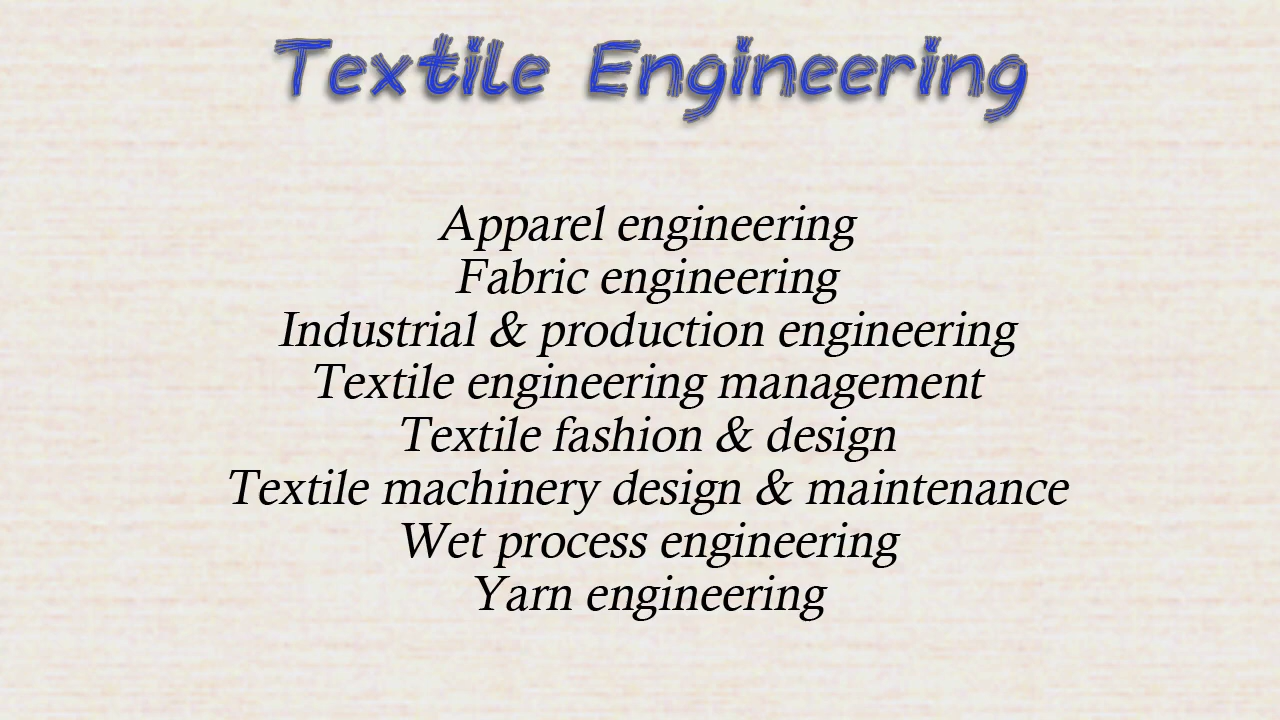 Textile Engineering
Apparel engineering
Fabric engineering
Industrial & production engineering
Textile engineering management
Textile fashion & design
Textile machinery design & maintenance
Wet process engineering
Yarn engineering